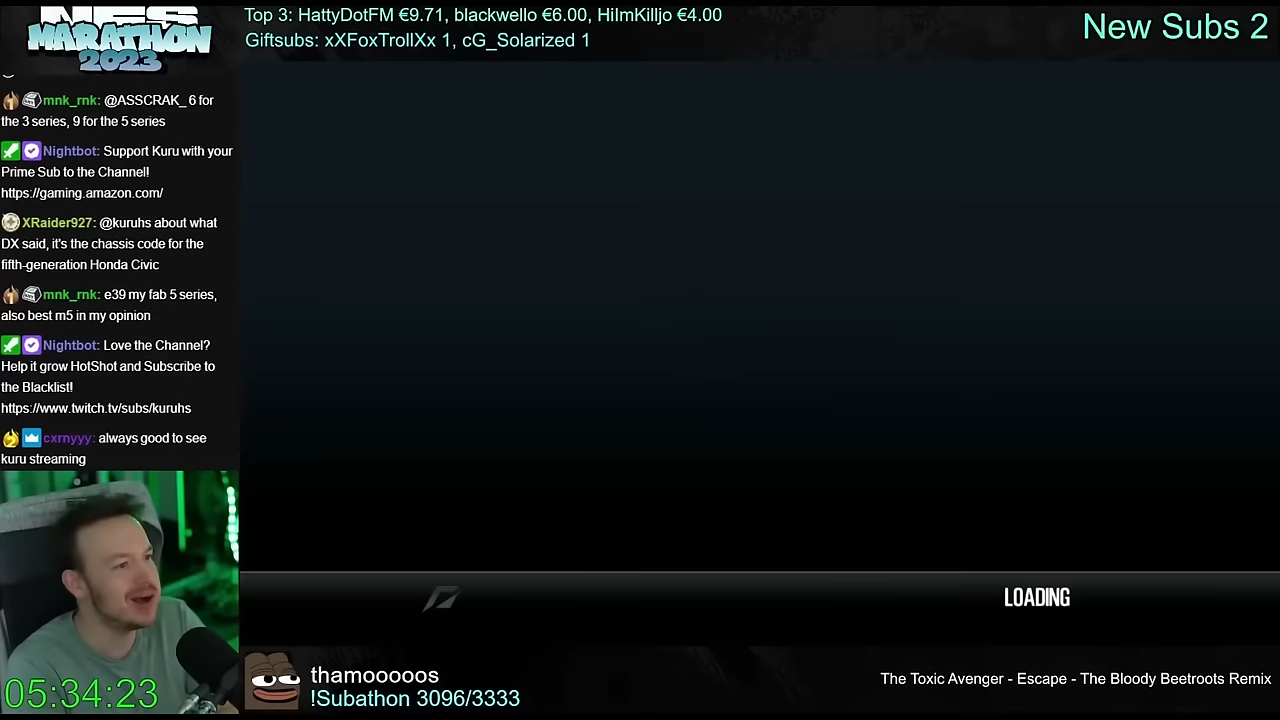 NFS
MARATHON
2023
Top 3: HattyDotFM €9.71, blackwello €6.00, HiImKilljo €4.00
Giftsubs: xXFoxTrollXx 1, cG_Solarized 1
New Subs 2
mnk_rnk: @ASSCRAK_ 6 for
the 3 series, 9 for the 5 series
Nightbot: Support Kuru with your
Prime Sub to the Channel!
https://gaming.amazon.com/
XRaider927: @kuruhs about what
DX said, it's the chassis code for the
fifth-generation Honda Civic
mnk_rnk: e39 my fab 5 series,
also best m5 in my opinion
Nightbot: Love the Channel?
Help it grow HotShot and Subscribe to
the Blacklist!
https://www.twitch.tv/subs/kuruhs
cxrnyyy: always good to see
kuru streaming
LOADING
05:34:23
thamooooos
!Subathon 3096/3333
The Toxic Avenger - Escape - The Bloody Beetroots Remix